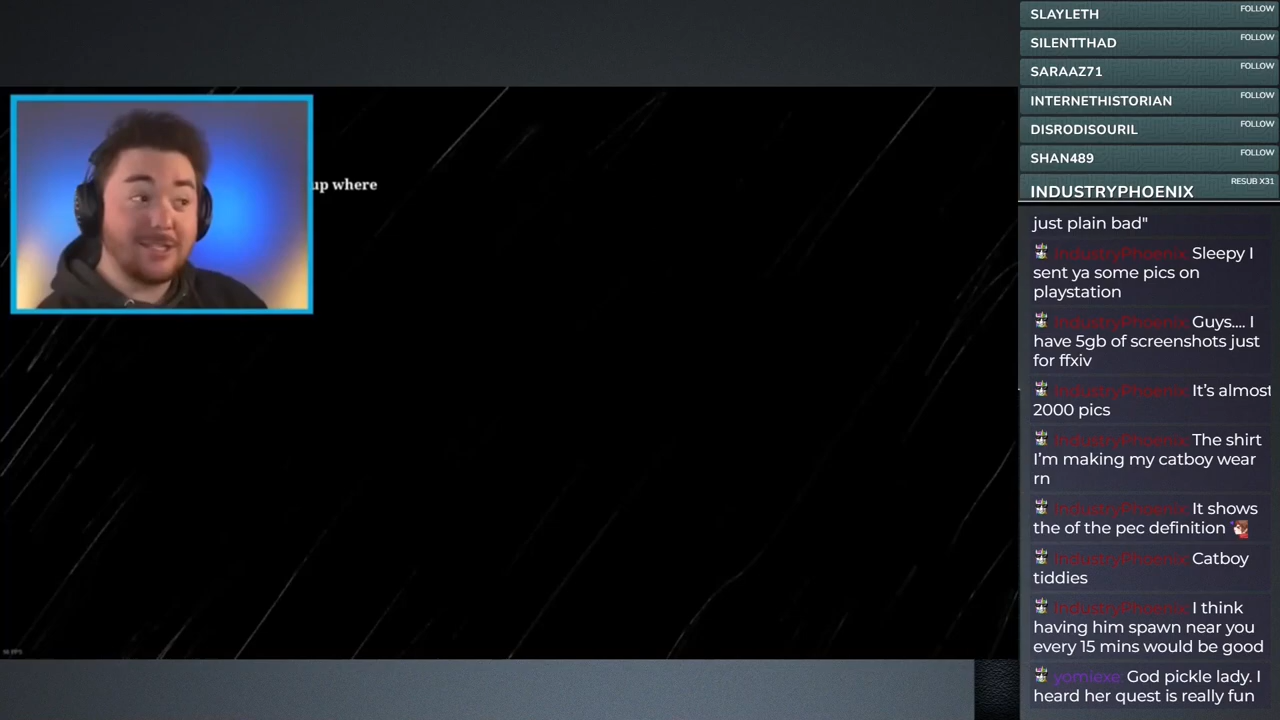 SLAYLETH FOLLOW
SILENTTHAD FOLLOW
SARAAZ71 FOLLOW
INTERNETHISTORIAN FOLLOW
DISRODISOURIL FOLLOW
SHAN489 FOLLOW
INDUSTRYPHOENIX RESUB X31
up where
just plain bad"
IndustryPhoenix: Sleepy I
sent ya some pics on
playstation
IndustryPhoenix: Guys.... I
have 5gb of screenshots just
for ffxiv
IndustryPhoenix: It's almost
2000 pics
IndustryPhoenix: The shirt
I'm making my catboy wear
rn
IndustryPhoenix: It shows
the of the pec definition
IndustryPhoenix: Catboy
tiddies
IndustryPhoenix: I think
having him spawn near you
every 15 mins would be good
yomiexe: God pickle lady. I
heard her quest is really fun